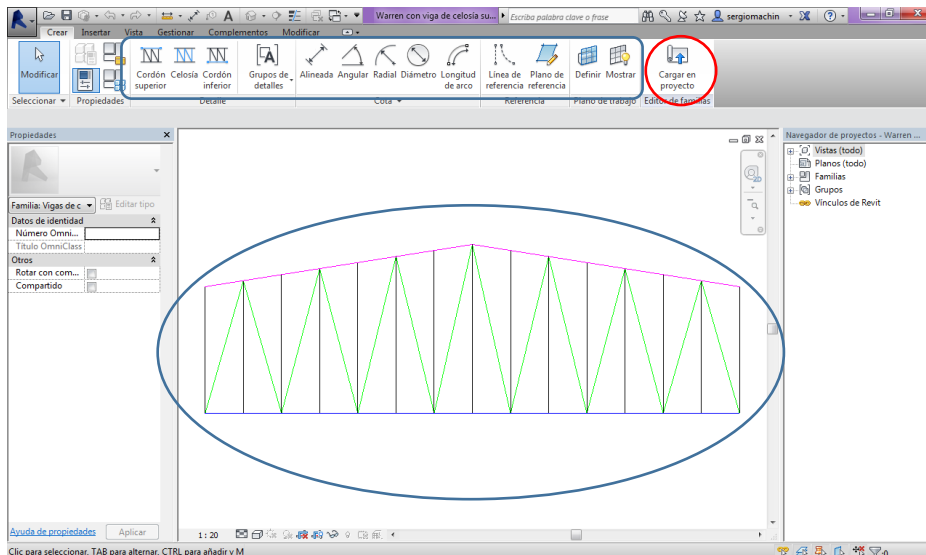 Warren con viga de celosía su...
Escriba palabra clave o frase
sergiomachin
Crear Insertar Vista Gestionar Complementos Modificar
Modificar
Cordón superior
Celosía
Cordón inferior
Grupos de detalles
Alineada Angular Radial Diámetro Longitud de arco
Línea de referencia
Plano de referencia
Definir Mostrar
Cargar en proyecto
Seleccionar Propiedades Detalle Cota Referencia Plano de trabajo Editor de familias
Propiedades
Navegador de proyectos - Warren ...
Vistas (todo)
Planos (todo)
Familias
Grupos
Vínculos de Revit
Familia: Vigas de c
Editar tipo
Datos de identidad
Número Omni...
Título OmniClass
Otros
Rotar con com...
Compartido
Ayuda de propiedades
Aplicar
1 : 20
Clic para seleccionar, TAB para alternar, CTRL para añadir y M
:0